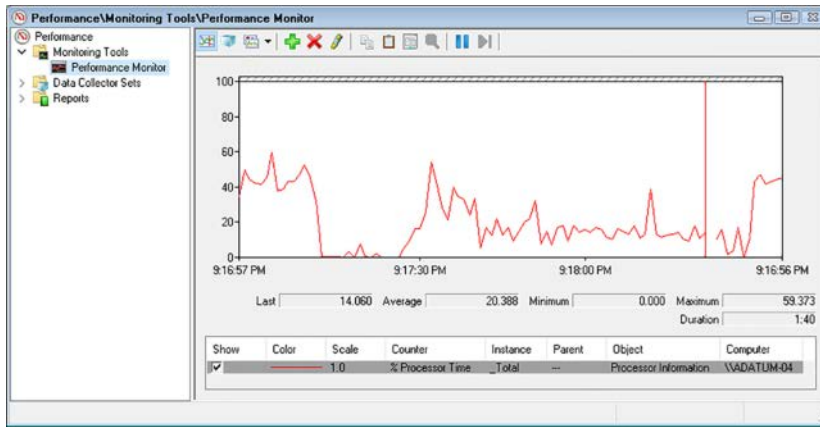 Performance\Monitoring Tools\Performance Monitor
Performance
Monitoring Tools
Performance Monitor
Data Collector Sets
Reports
100
80
60
40
20
0
9:16:57 PM 9:17:30 PM 9:18:00 PM 9:16:56 PM
Last 14.060 Average 20.388 Minimum 0.000 Maximum 59.373
Duration 1:40
Show Color Scale Counter Instance Parent Object Computer
1.0 % Processor Time _Total --- Processor Information \\ADATUM-04